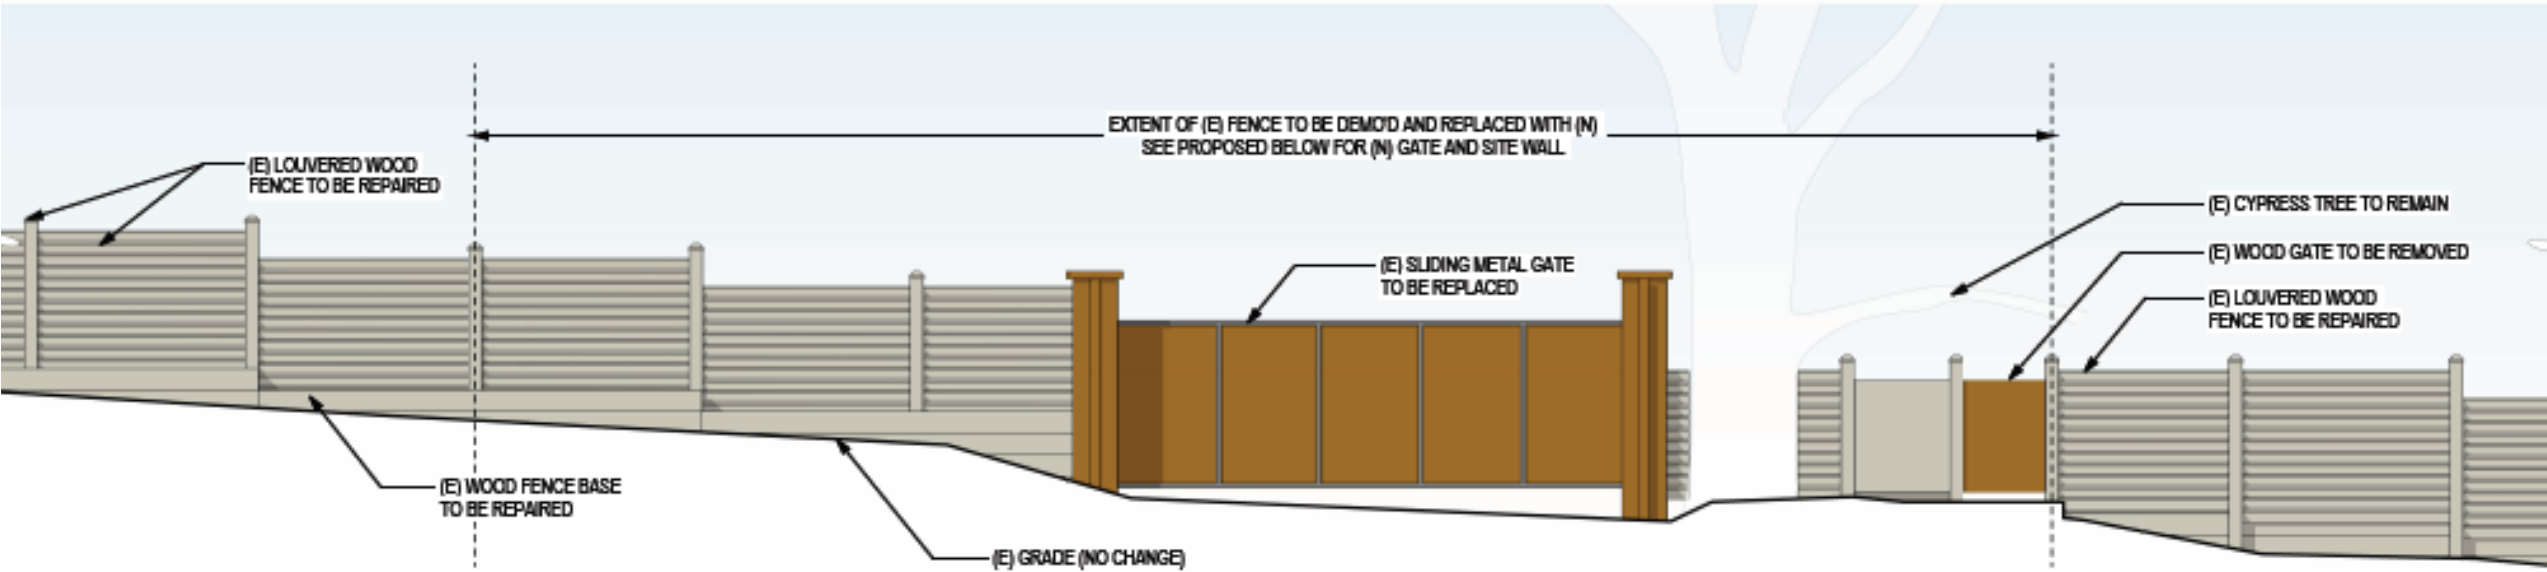 EXTENT OF (E) FENCE TO BE DEMO'D AND REPLACED WITH (N)
SEE PROPOSED BELOW FOR (N) GATE AND SITE WALL
(E) LOUVERED WOOD
FENCE TO BE REPAIRED
(E) CYPRESS TREE TO REMAIN
(E) WOOD GATE TO BE REMOVED
(E) SLIDING METAL GATE
TO BE REPLACED
(E) LOUVERED WOOD
FENCE TO BE REPAIRED
(E) WOOD FENCE BASE
TO BE REPAIRED
(E) GRADE (NO CHANGE)